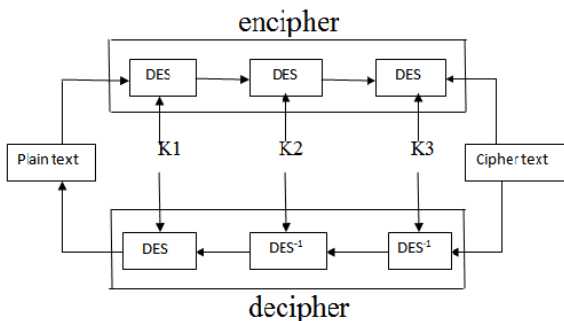 encipher
DES DES DES
Plain text K1 K2 K3 Cipher text
DES DES⁻¹ DES⁻¹
decipher